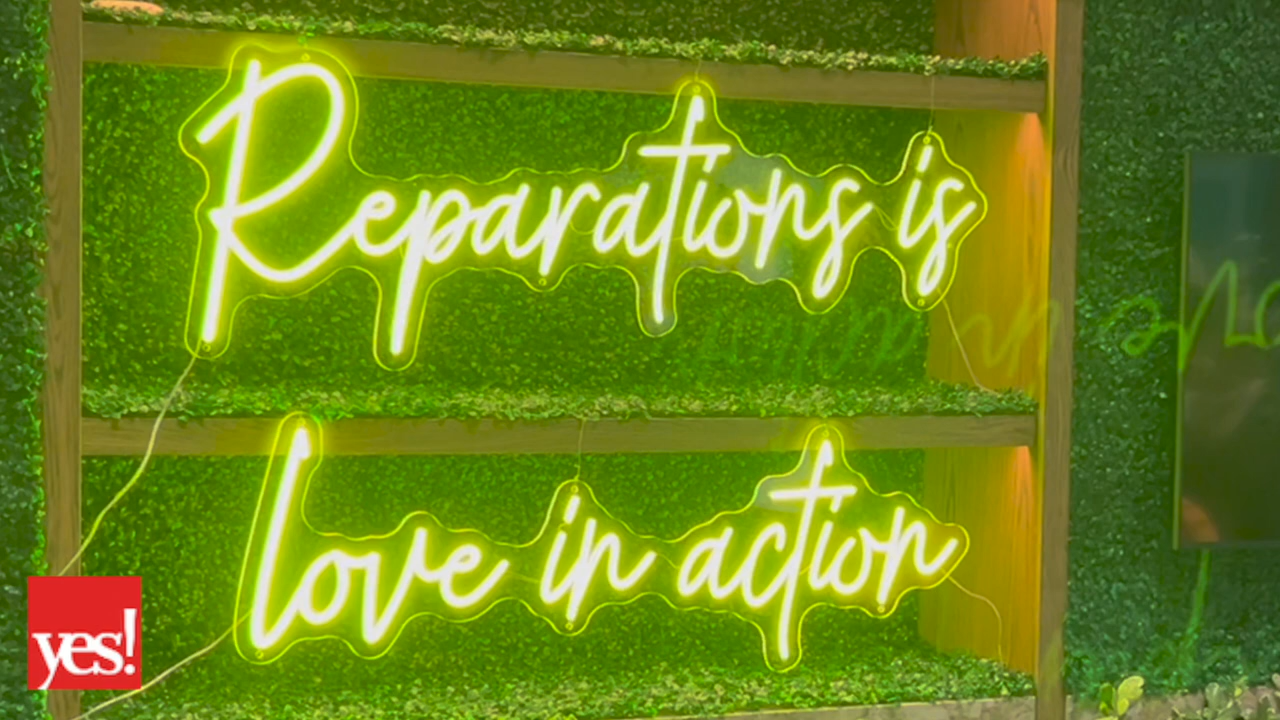 Reparations is
love in action
yes!